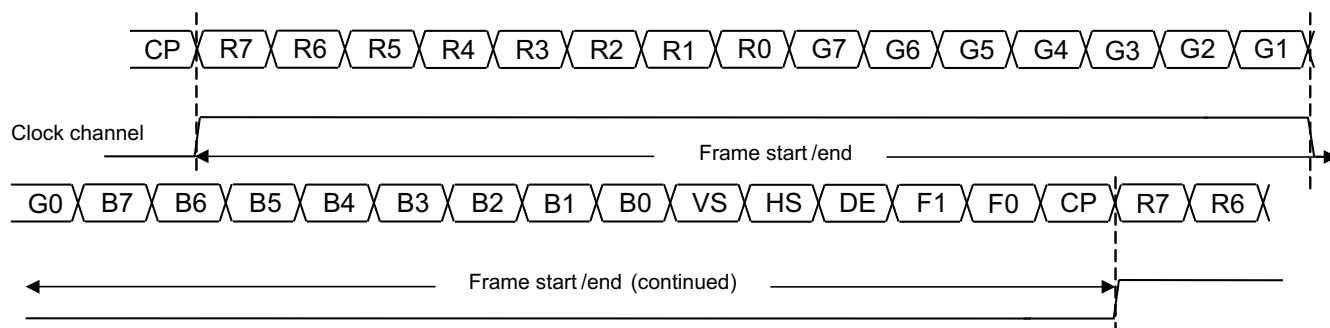 CP R7 R6 R5 R4 R3 R2 R1 R0 G7 G6 G5 G4 G3 G2 G1
Clock channel
Frame start /end
G0 B7 B6 B5 B4 B3 B2 B1 B0 VS HS DE F1 F0 CP R7 R6
Frame start /end (continued)